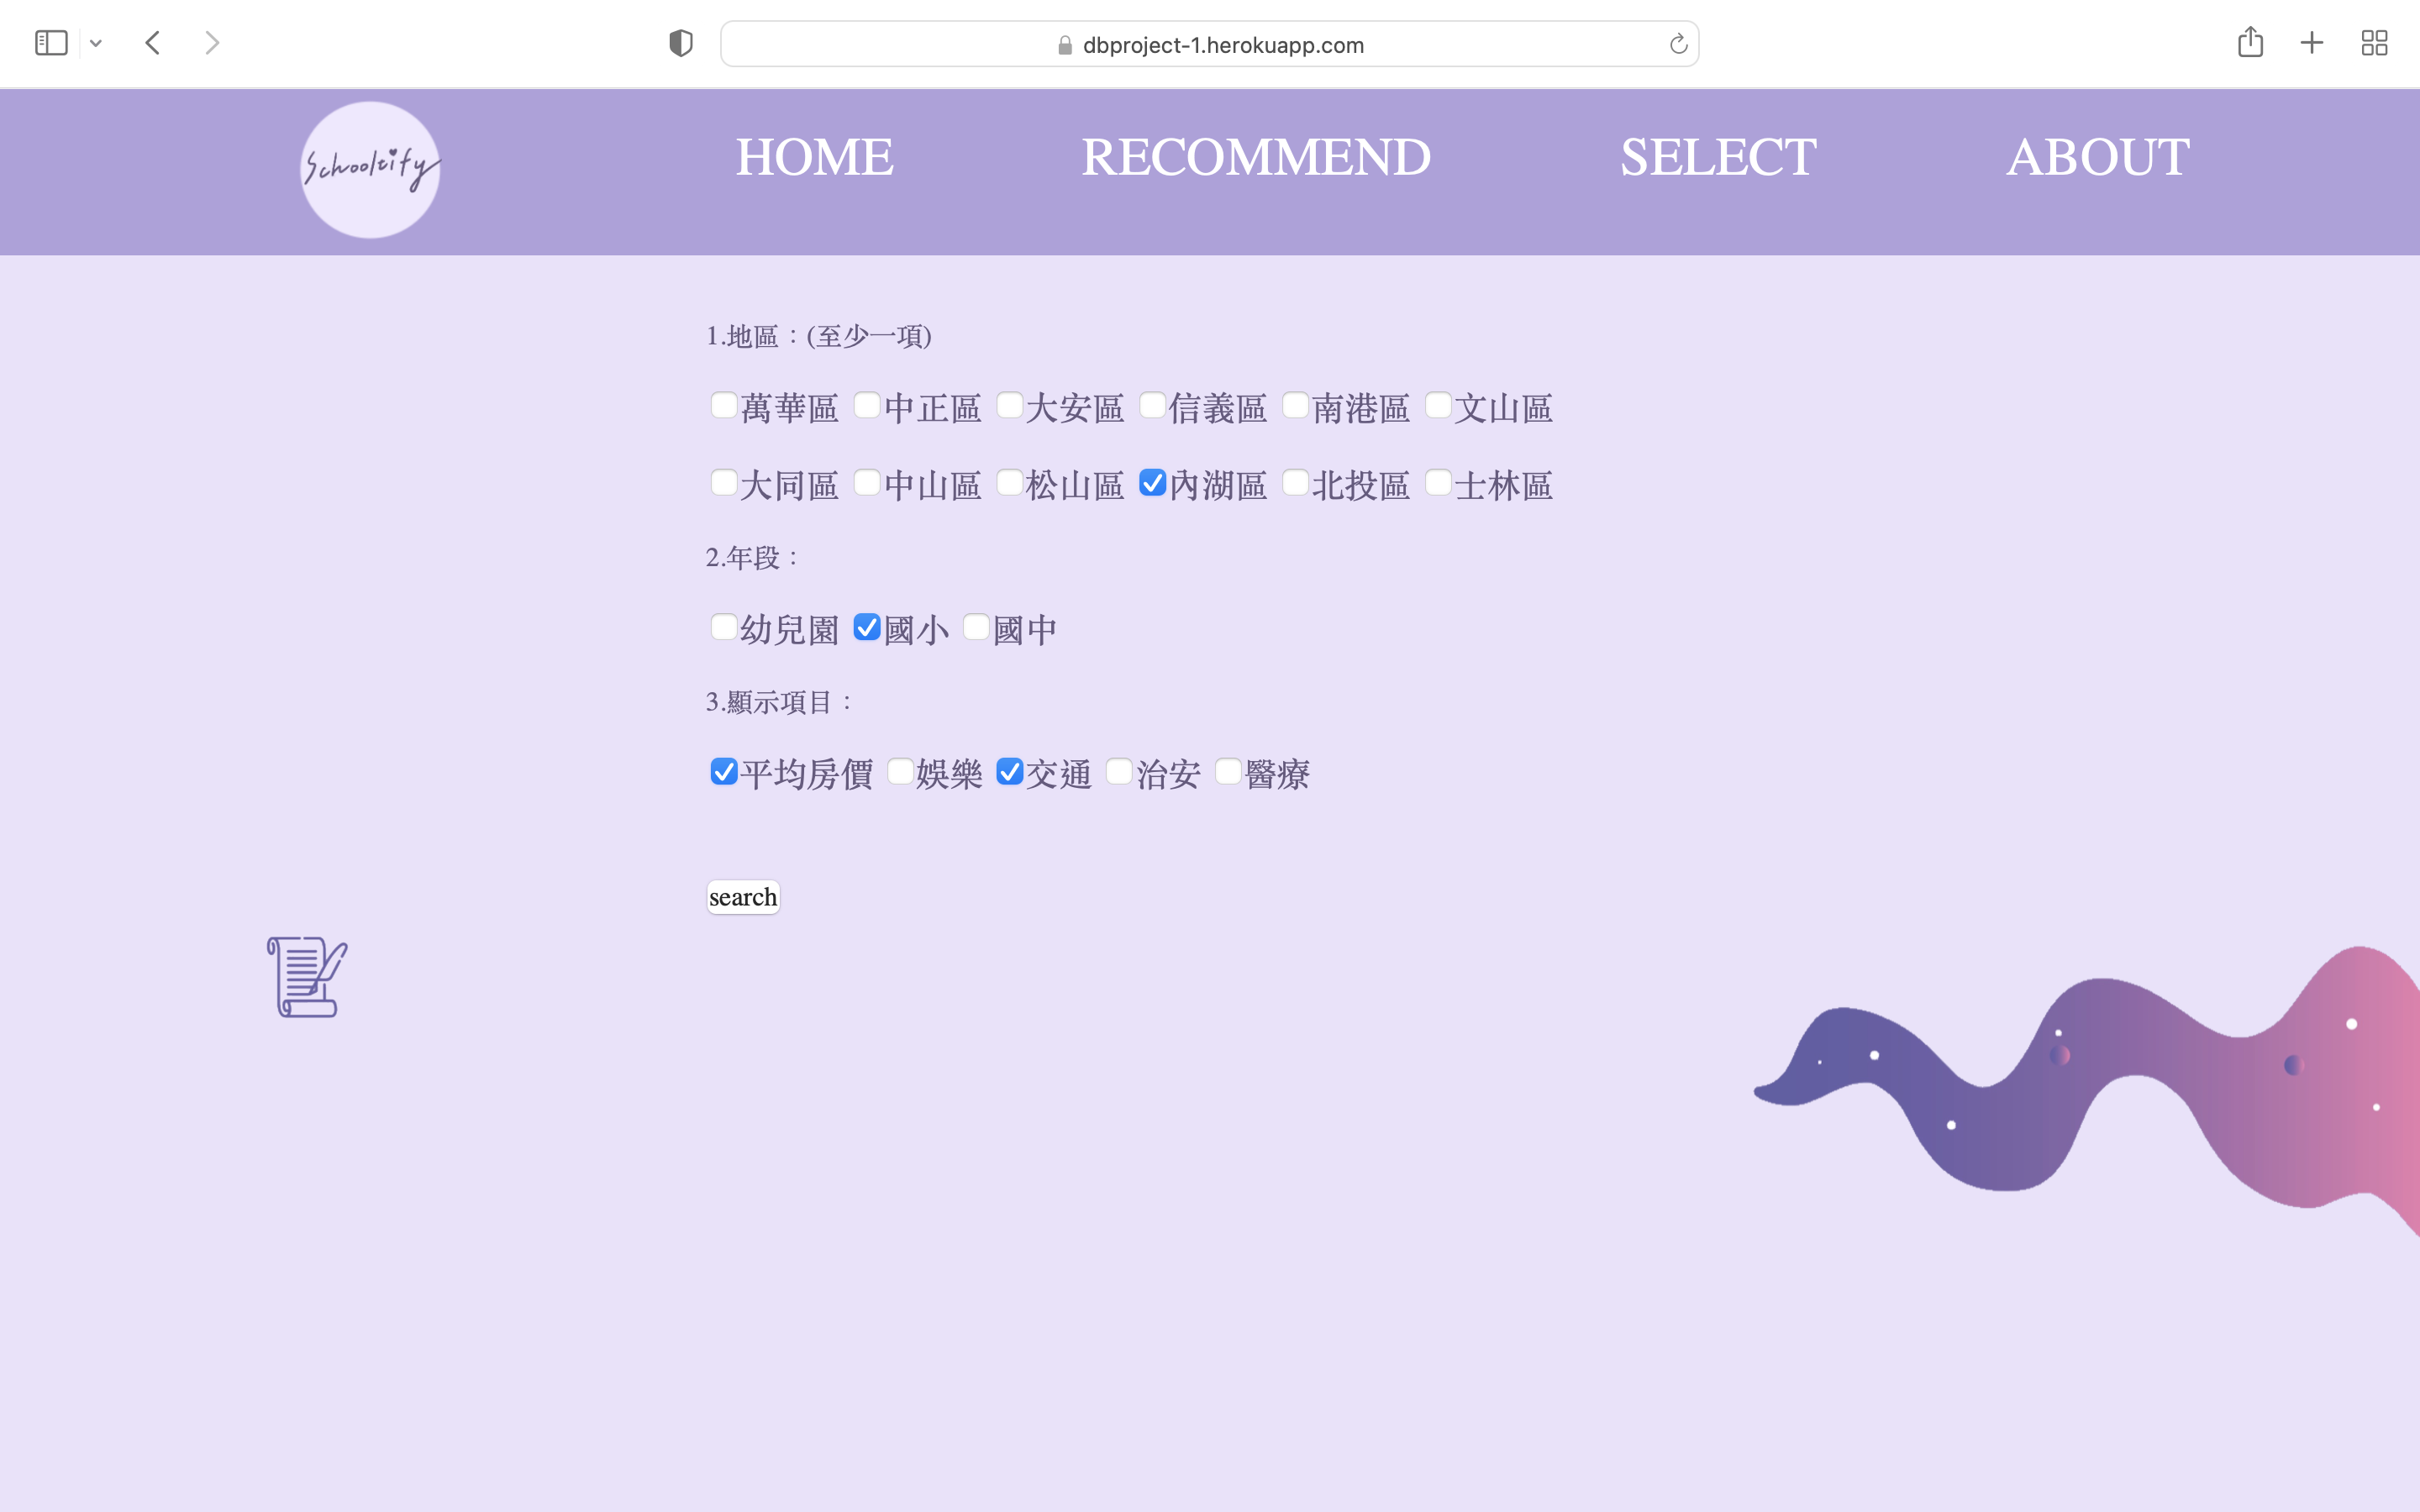 dbproject-1.herokuapp.com
Schooltify
HOME RECOMMEND SELECT ABOUT
1.地區：(至少一項)
萬華區 中正區 大安區 信義區 南港區 文山區
大同區 中山區 松山區 內湖區 北投區 士林區
2.年段：
幼兒園 國小 國中
3.顯示項目：
平均房價 娛樂 交通 治安 醫療
search